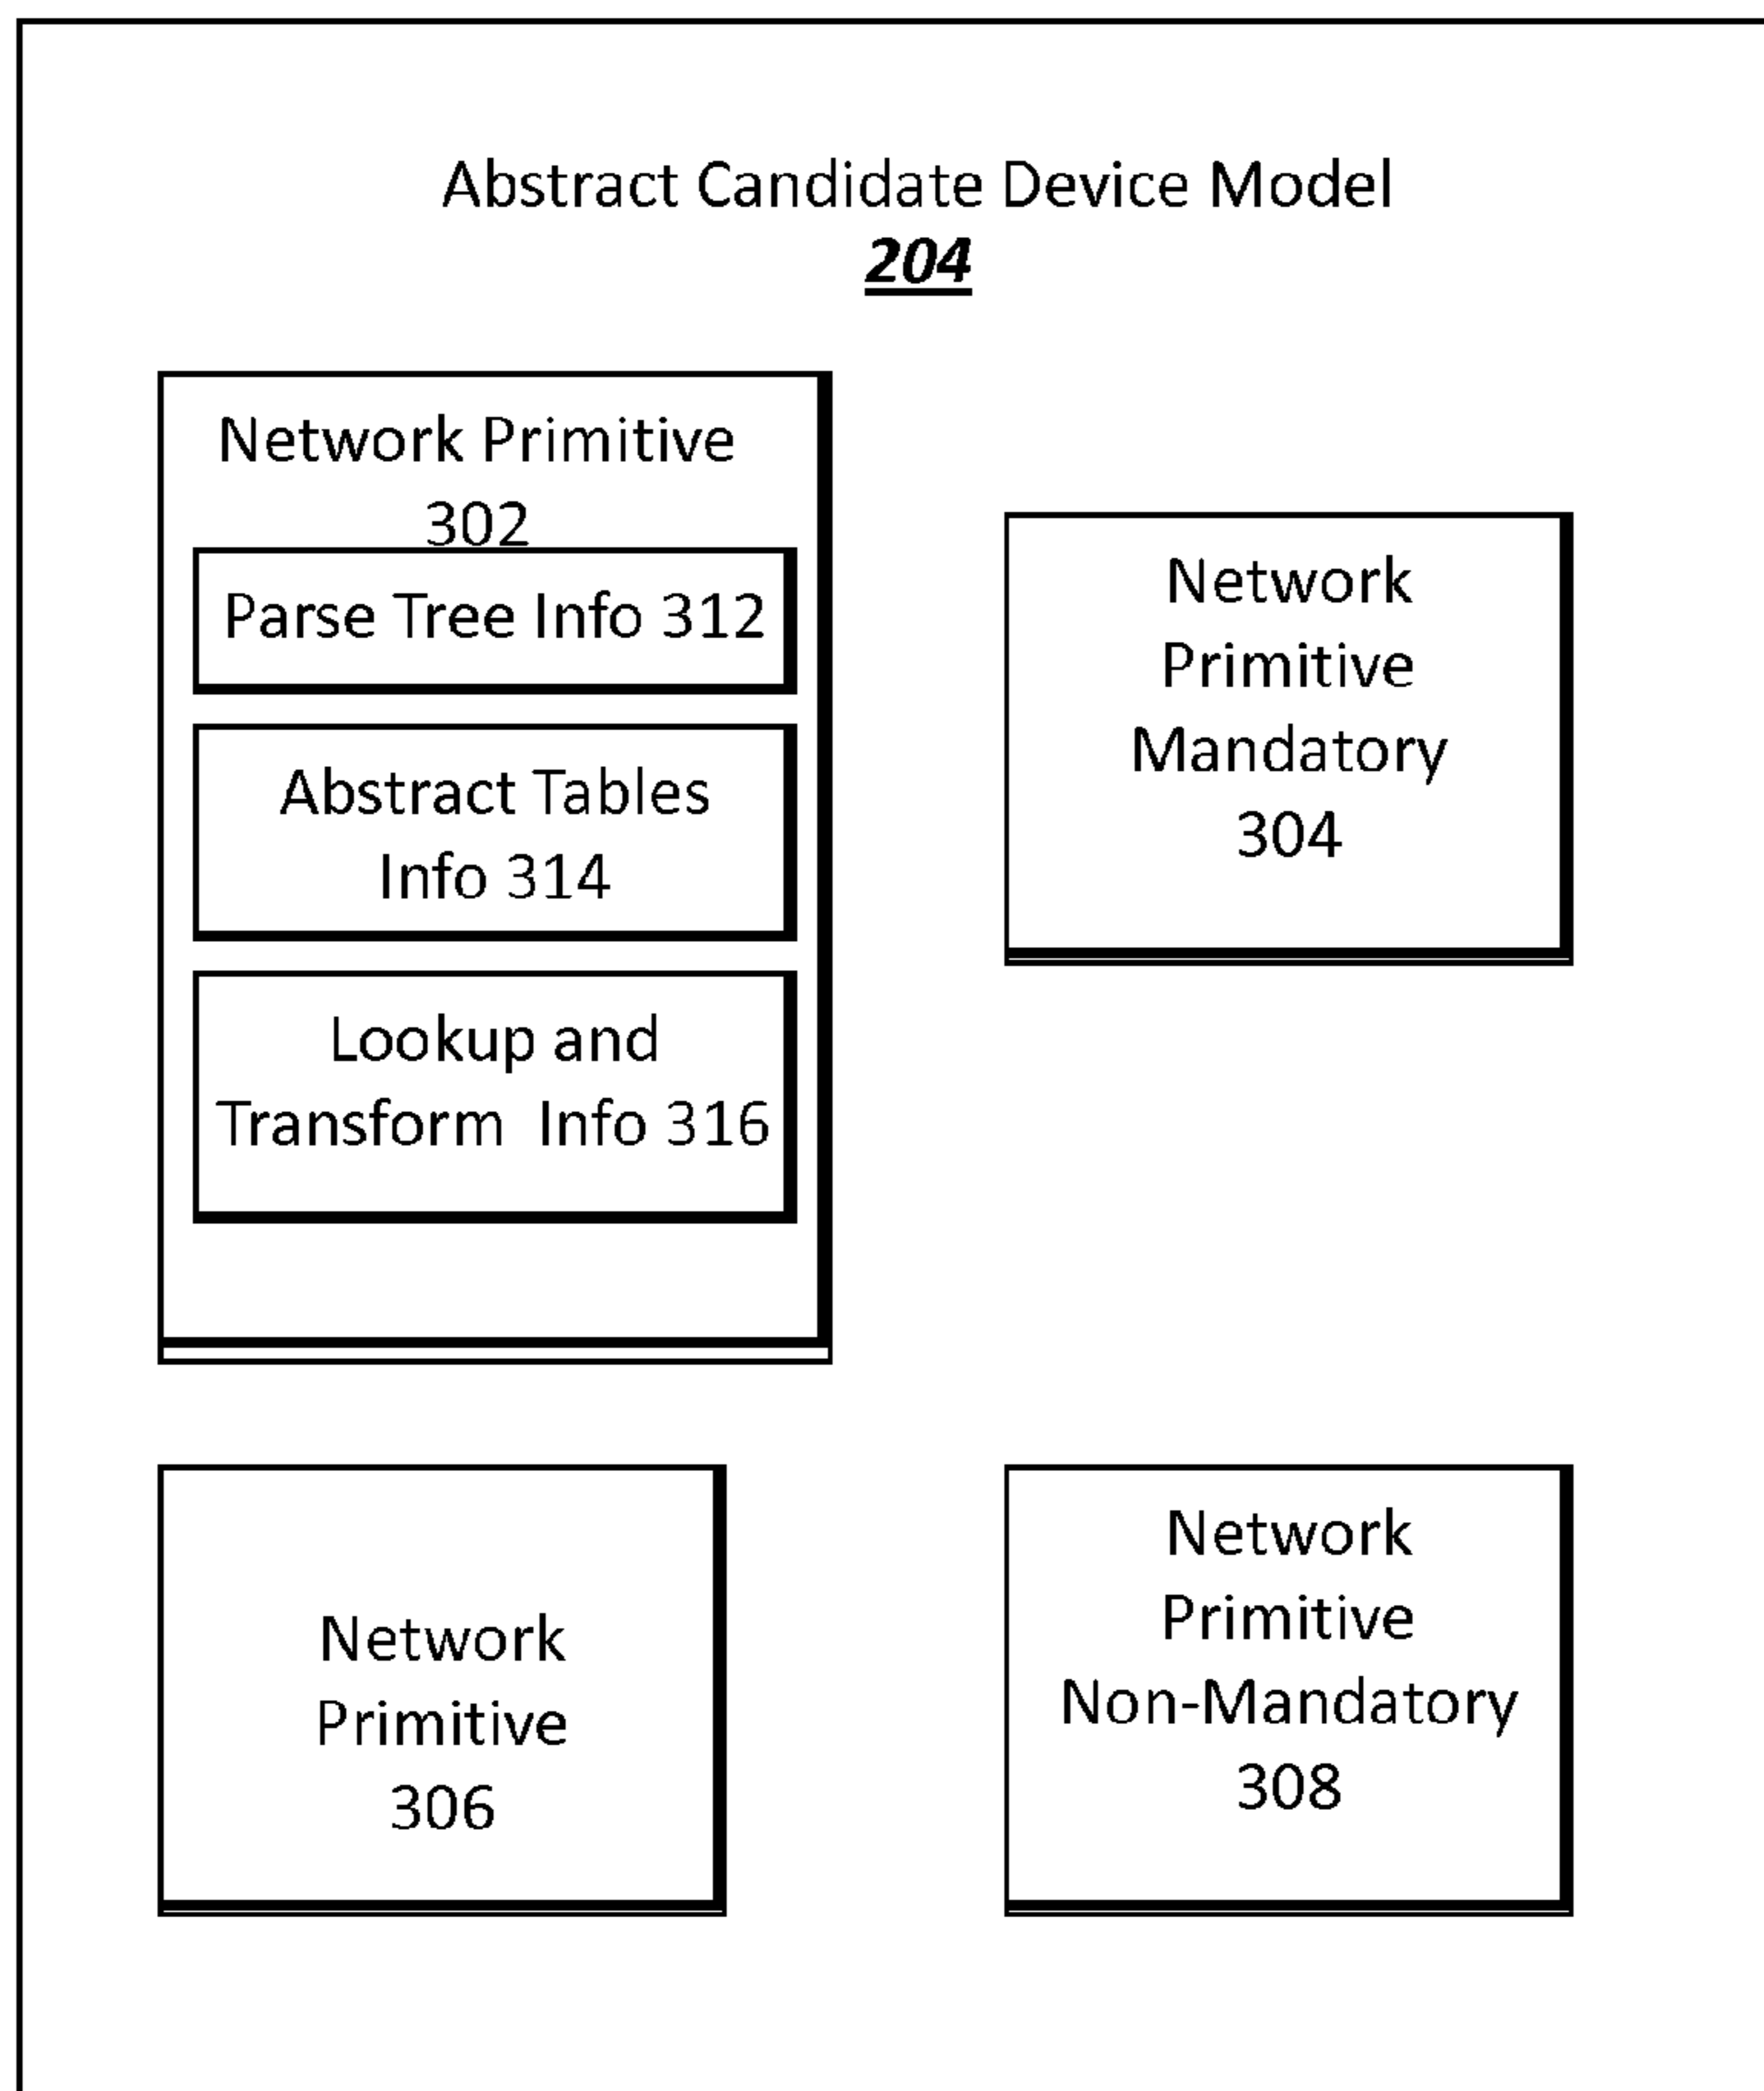 Abstract Candidate Device Model
204
Network Primitive
302
Parse Tree Info 312
Abstract Tables
Info 314
Lookup and
Transform Info 316
Network
Primitive
Mandatory
304
Network
Primitive
306
Network
Primitive
Non-Mandatory
308